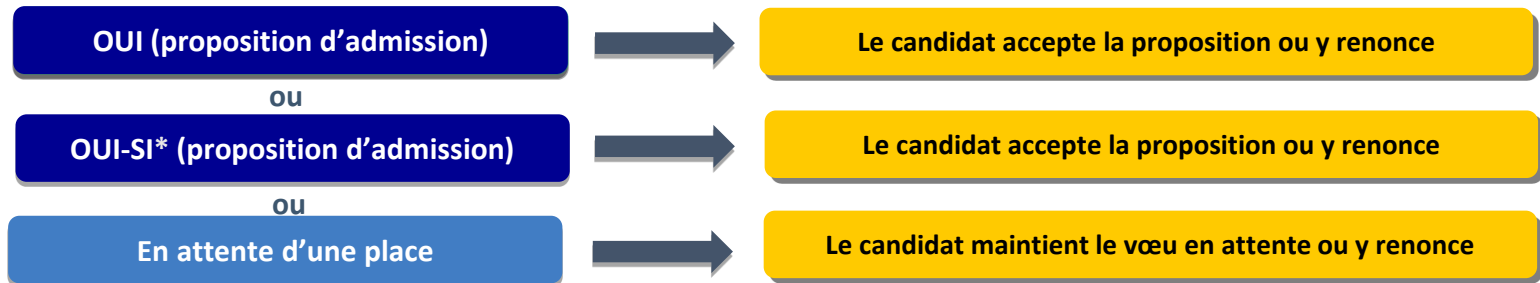 OUI (proposition d’admission)
Le candidat accepte la proposition ou y renonce
ou
OUI-SI* (proposition d’admission)
Le candidat accepte la proposition ou y renonce
ou
En attente d’une place
Le candidat maintient le vœu en attente ou y renonce